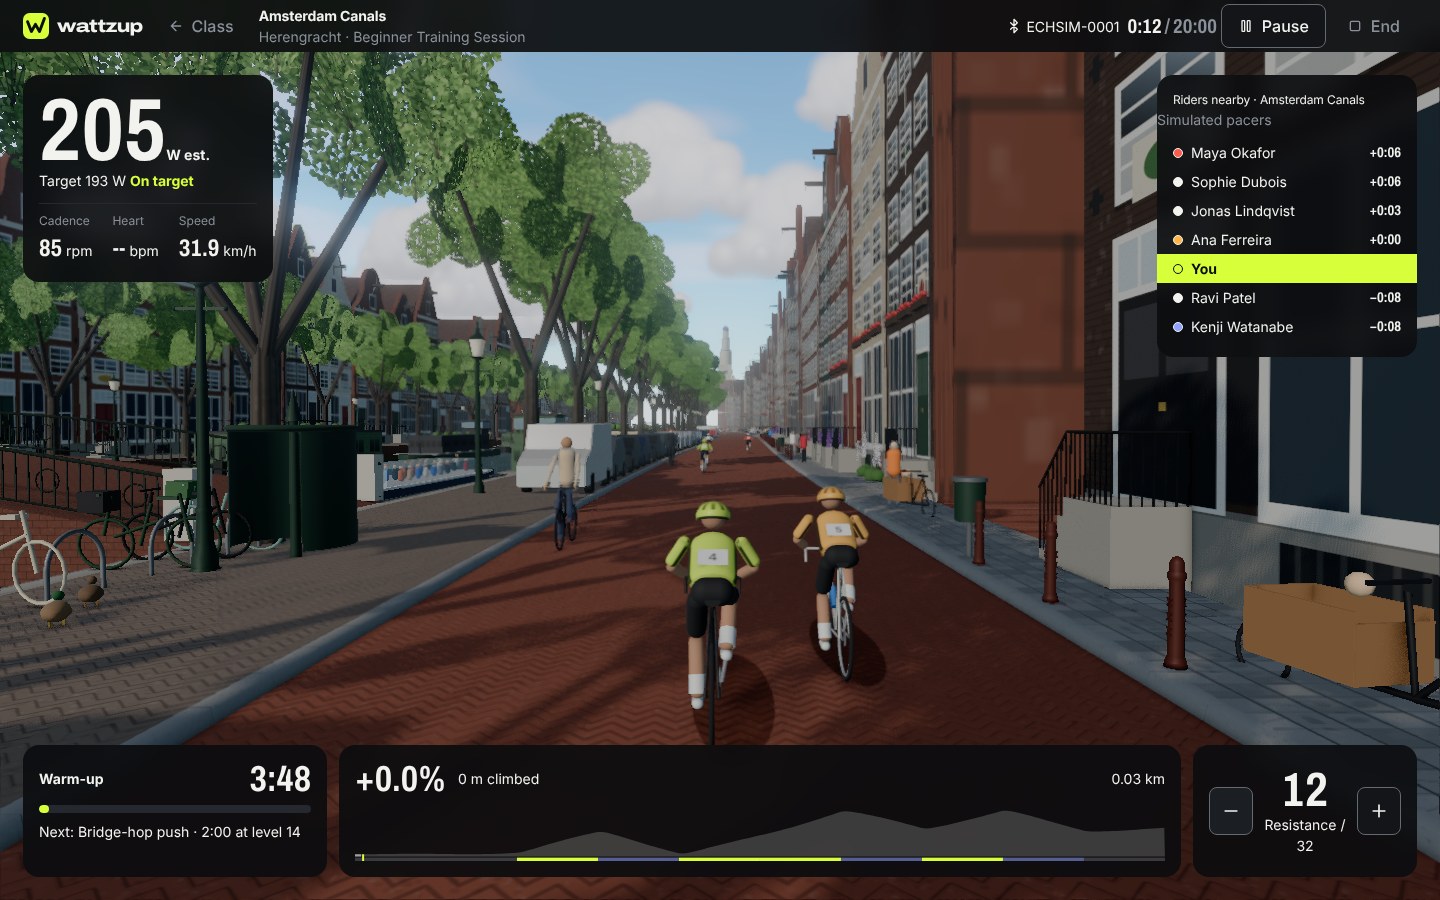 wattzup
Class
Amsterdam Canals
Herengracht · Beginner Training Session
ECHSIM-0001 0:12 / 20:00
Pause
End
205 W est.
Target 193 W On target
Cadence Heart Speed
85 rpm -- bpm 31.9 km/h
Riders nearby · Amsterdam Canals
Simulated pacers
Maya Okafor +0:06
Sophie Dubois +0:06
Jonas Lindqvist +0:03
Ana Ferreira +0:00
You
Ravi Patel −0:08
Kenji Watanabe −0:08
4
5
Warm-up 3:48
Next: Bridge-hop push · 2:00 at level 14
+0.0% 0 m climbed 0.03 km
− 12 +
Resistance /
32